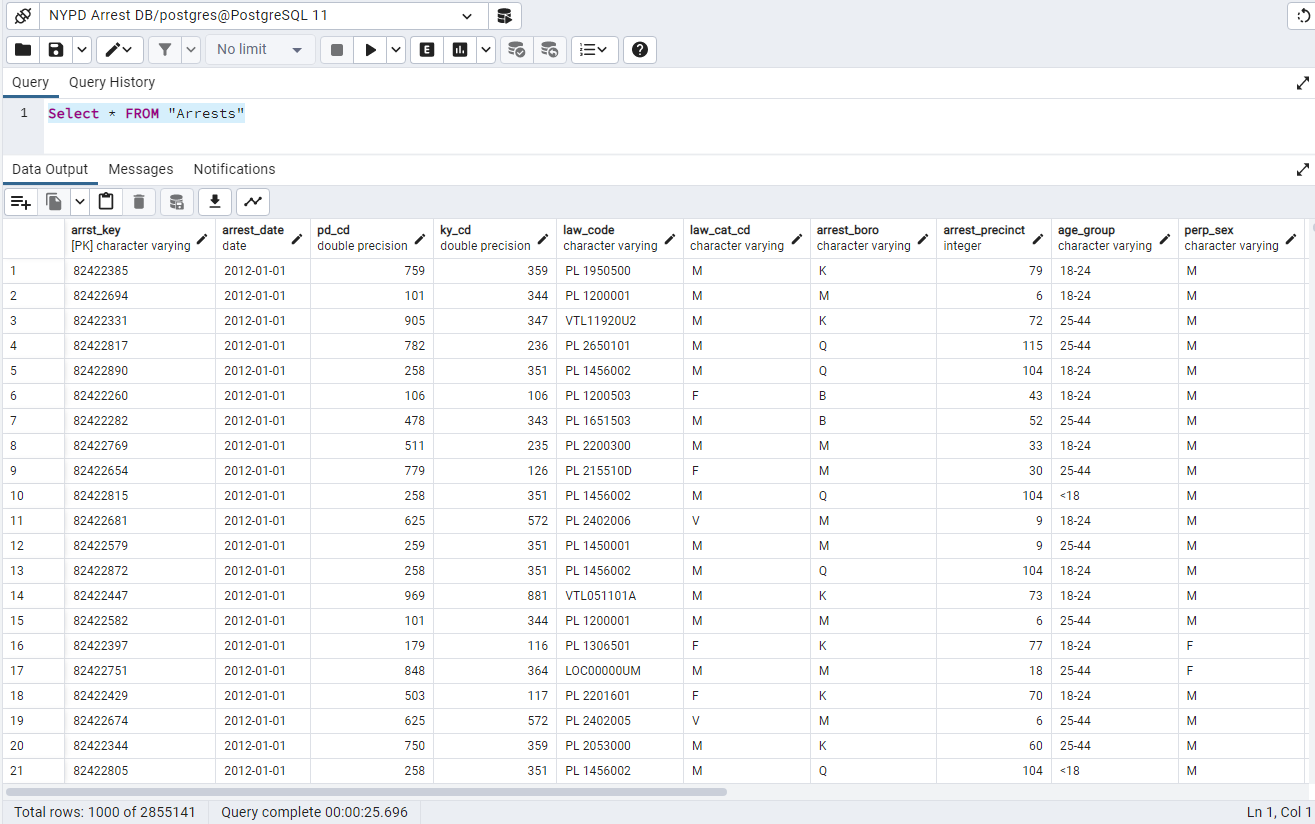 NYPD Arrest DB/postgres@PostgreSQL 11
No limit
E
Query Query History
1 Select * FROM "Arrests"
Data Output Messages Notifications
arrst_key arrest_date pd_cd ky_cd law_code law_cat_cd arrest_boro arrest_precinct age_group perp_sex
[PK] character varying date double precision double precision character varying character varying character varying integer character varying character varying
1 82422385 2012-01-01 759 359 PL 1950500 M K 79 18-24 M
2 82422694 2012-01-01 101 344 PL 1200001 M M 6 18-24 M
3 82422331 2012-01-01 905 347 VTL11920U2 M K 72 25-44 M
4 82422817 2012-01-01 782 236 PL 2650101 M Q 115 25-44 M
5 82422890 2012-01-01 258 351 PL 1456002 M Q 104 18-24 M
6 82422260 2012-01-01 106 106 PL 1200503 F B 43 18-24 M
7 82422282 2012-01-01 478 343 PL 1651503 M B 52 25-44 M
8 82422769 2012-01-01 511 235 PL 2200300 M M 33 18-24 M
9 82422654 2012-01-01 779 126 PL 215510D F M 30 25-44 M
10 82422815 2012-01-01 258 351 PL 1456002 M Q 104 <18 M
11 82422681 2012-01-01 625 572 PL 2402006 V M 9 18-24 M
12 82422579 2012-01-01 259 351 PL 1450001 M M 9 25-44 M
13 82422872 2012-01-01 258 351 PL 1456002 M Q 104 18-24 M
14 82422447 2012-01-01 969 881 VTL051101A M K 73 18-24 M
15 82422582 2012-01-01 101 344 PL 1200001 M M 6 25-44 M
16 82422397 2012-01-01 179 116 PL 1306501 F K 77 18-24 F
17 82422751 2012-01-01 848 364 LOC00000UM M M 18 25-44 F
18 82422429 2012-01-01 503 117 PL 2201601 F K 70 18-24 M
19 82422674 2012-01-01 625 572 PL 2402005 V M 6 25-44 M
20 82422344 2012-01-01 750 359 PL 2053000 M K 60 25-44 M
21 82422805 2012-01-01 258 351 PL 1456002 M Q 104 <18 M
Total rows: 1000 of 2855141 Query complete 00:00:25.696 Ln 1, Col 1